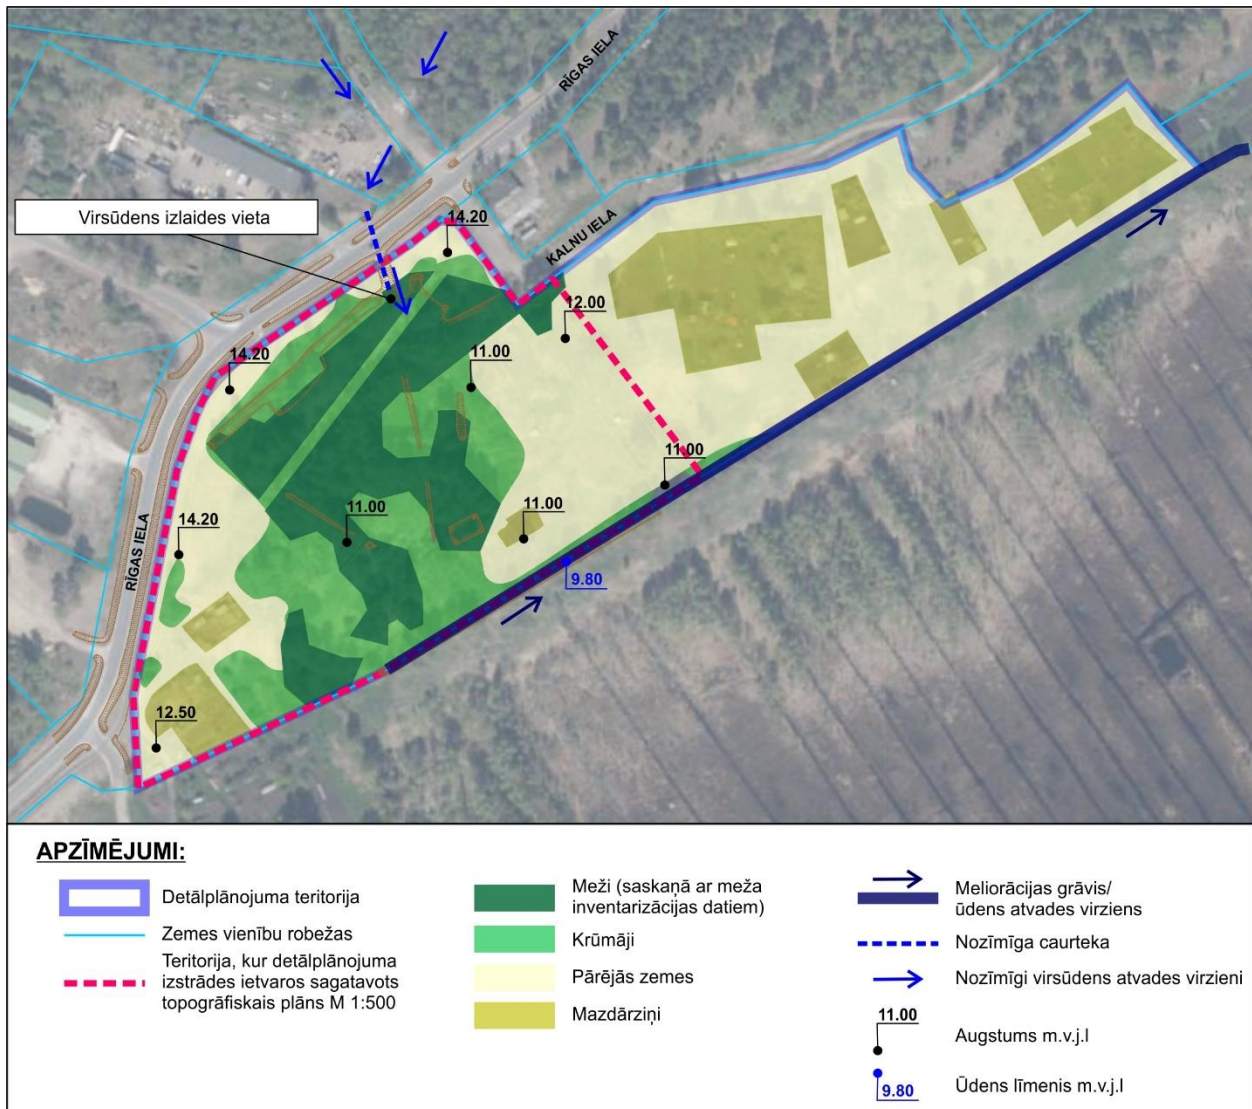 RĪGAS IELA
Virsūdens izlaides vieta
14.20
KALNU IELA
12.00
14.20
11.00
11.00
14.20
11.00
11.00
RĪGAS IELA
9.80
12.50
APZĪMĒJUMI:
Detālplānojuma teritorija
Zemes vienību robežas
Teritorija, kur detālplānojuma
izstrādes ietvaros sagatavots
topogrāfiskais plāns M 1:500
Meži (saskaņā ar meža
inventarizācijas datiem)
Krūmāji
Pārējās zemes
Mazdārziņi
Meliorācijas grāvis/
ūdens atvades virziens
Nozīmīga caurteka
Nozīmīgi virsūdens atvades virzieni
11.00
Augstums m.v.j.l
Ūdens līmenis m.v.j.l
9.80